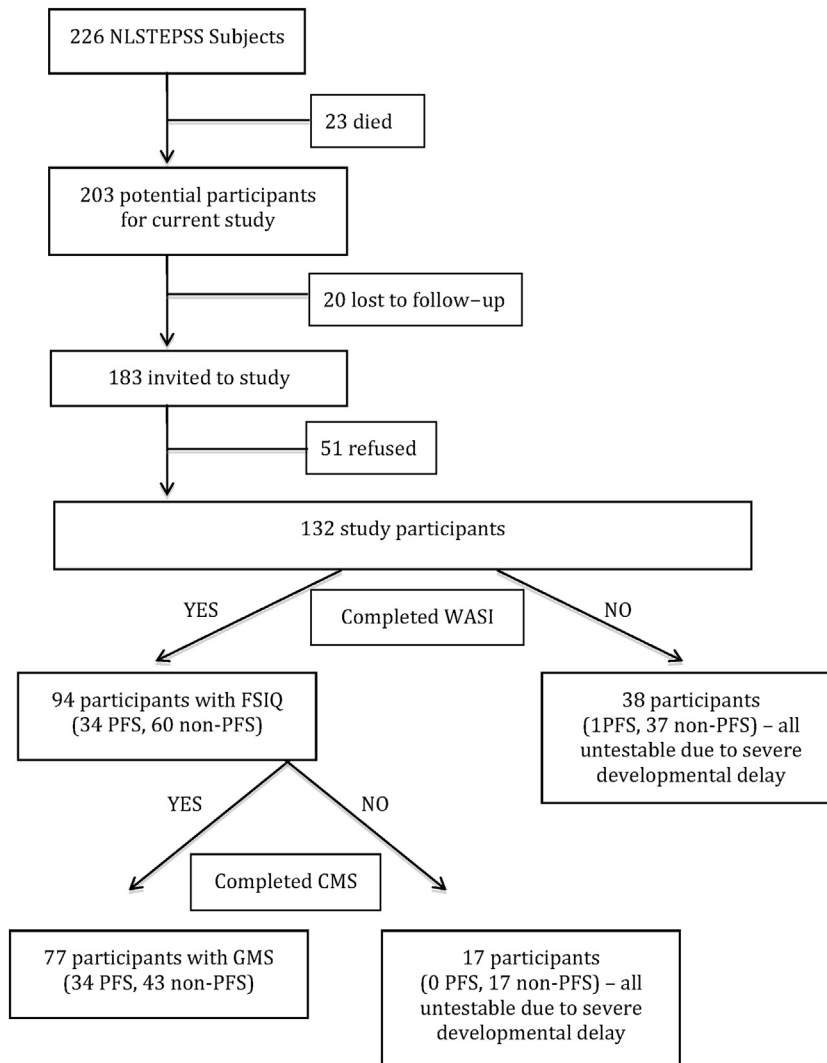 226 NLSTEPSS Subjects
23 died
203 potential participants
for current study
20 lost to follow–up
183 invited to study
51 refused
132 study participants
YES
Completed WASI
NO
94 participants with FSIQ
(34 PFS, 60 non-PFS)
38 participants
(1PFS, 37 non-PFS) – all
untestable due to severe
developmental delay
YES
NO
Completed CMS
77 participants with GMS
(34 PFS, 43 non-PFS)
17 participants
(0 PFS, 17 non-PFS) – all
untestable due to severe
developmental delay